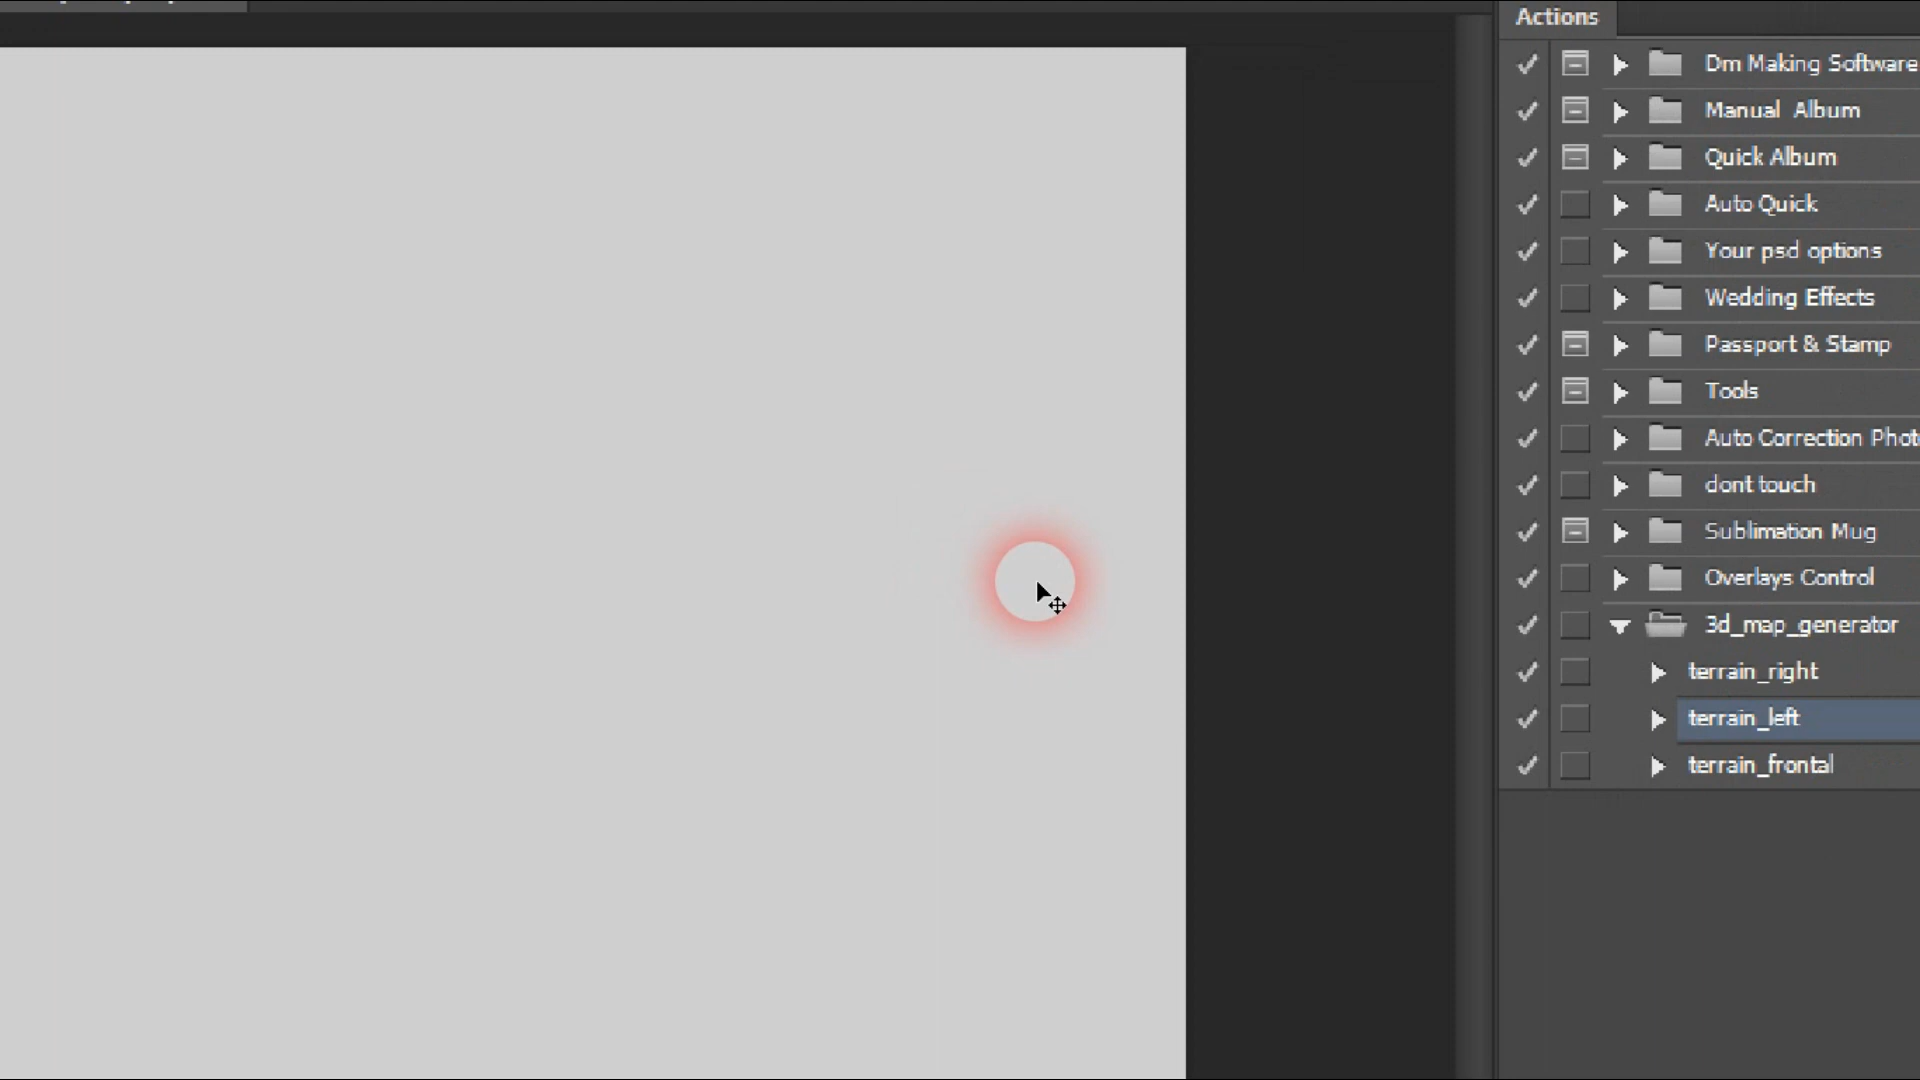 Actions
Dm Making Software
Manual Album
Quick Album
Auto Quick
Your psd options
Wedding Effects
Passport & Stamp
Tools
Auto Correction Phot
dont touch
Sublimation Mug
Overlays Control
3d_map_generator
terrain_right
terrain_left
terrain_frontal